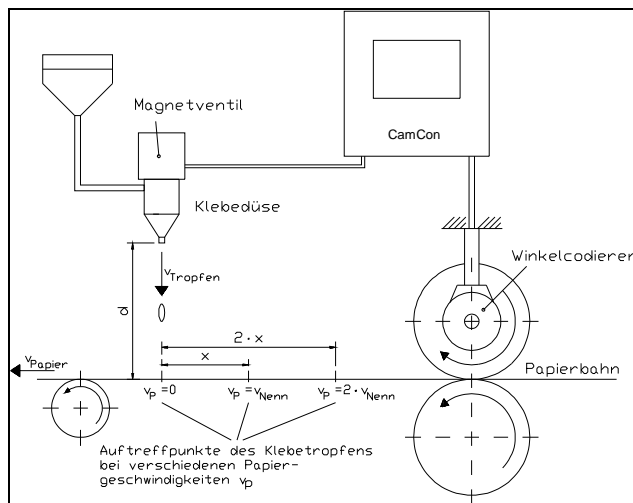 Magnetventil
CamCon
Klebedüse
Winkelcodierer
vTropfen
d
2·x
x
vPapier
Papierbahn
vP=0
vP=vNenn
vP=2·vNenn
Auftreffpunkte des Klebetropfens
bei verschiedenen Papier-
geschwindigkeiten vp